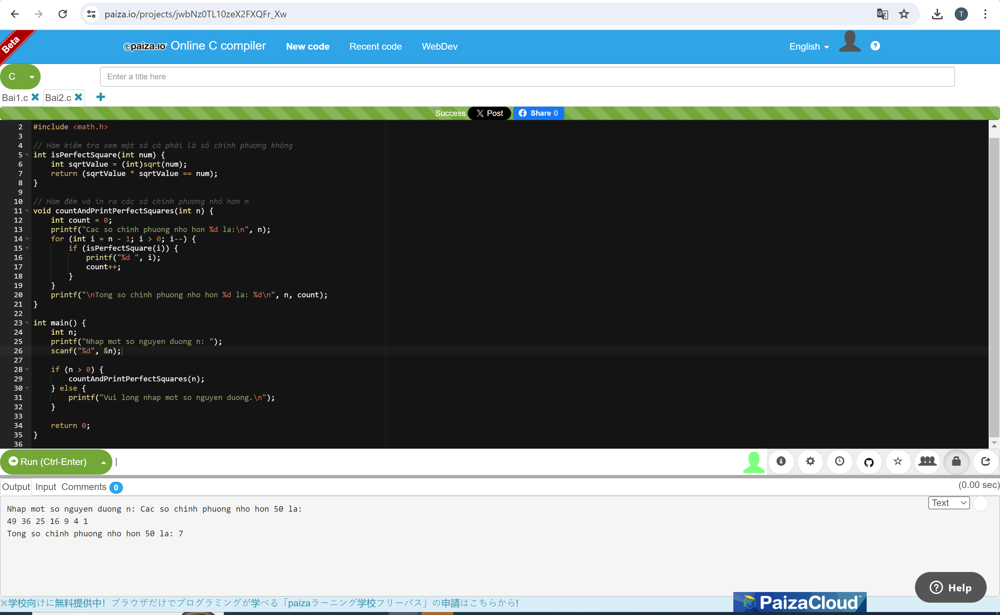 paiza.io/projects/jwbNz0TL10zeX2FXQFr_Xw
T
Beta
paiza.io Online C compiler New code Recent code WebDev English ?
C
Enter a title here
Bai1.c Bai2.c
Success Post Share 0
2 #include <math.h>
3
4 // Hàm kiểm tra xem một số có phải là số chính phương không
5 int isPerfectSquare(int num) {
6 int sqrtValue = (int)sqrt(num);
7 return (sqrtValue * sqrtValue == num);
8 }
9
10 // Hàm đếm và in ra các số chính phương nhỏ hơn n
11 void countAndPrintPerfectSquares(int n) {
12 int count = 0;
13 printf("Cac so chinh phuong nho hon %d la:\n", n);
14 for (int i = n - 1; i > 0; i--) {
15 if (isPerfectSquare(i)) {
16 printf("%d ", i);
17 count++;
18 }
19 }
20 printf("\nTong so chinh phuong nho hon %d la: %d\n", n, count);
21 }
22
23 int main() {
24 int n;
25 printf("Nhap mot so nguyen duong n: ");
26 scanf("%d", &n);
27
28 if (n > 0) {
29 countAndPrintPerfectSquares(n);
30 } else {
31 printf("Vui long nhap mot so nguyen duong.\n");
32 }
33
34 return 0;
35 }
36
Run (Ctrl-Enter)
Output Input Comments 0 (0.00 sec)
Text
Nhap mot so nguyen duong n: Cac so chinh phuong nho hon 50 la:
49 36 25 16 9 4 1
Tong so chinh phuong nho hon 50 la: 7
? Help
学校向けに無料提供中！ブラウザだけでプログラミングが学べる「paizaラーニング学校フリーパス」の申請はこちらから!
PaizaCloud™